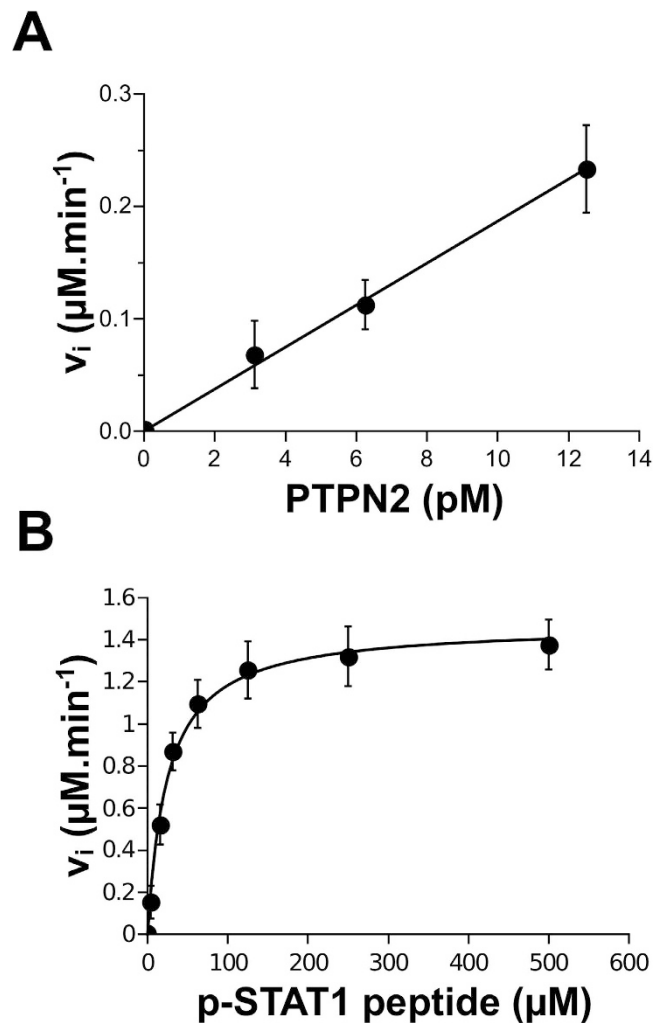 A
0.3
0.2
0.1
0.0
vᵢ (µM.min⁻¹)
0 2 4 6 8 10 12 14
PTPN2 (pM)
B
1.6
1.4
1.2
1
0.8
0.6
0.4
0.2
0
vᵢ (µM.min⁻¹)
0 100 200 300 400 500 600
p-STAT1 peptide (µM)